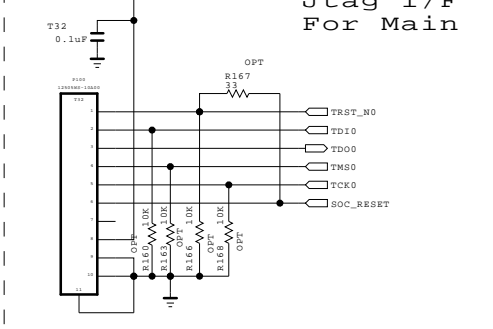 Jtag I/F
For Main
T32
0.1uF
OPT
R167
33
P100
12505WS-10A00
T32
1
2
3
4
5
6
7
8
9
10
11
TRST_N0
TDI0
TDO0
TMS0
TCK0
SOC_RESET
R160
10K
OPT
R163
10K
OPT
R166
10K
OPT
R168
10K
OPT